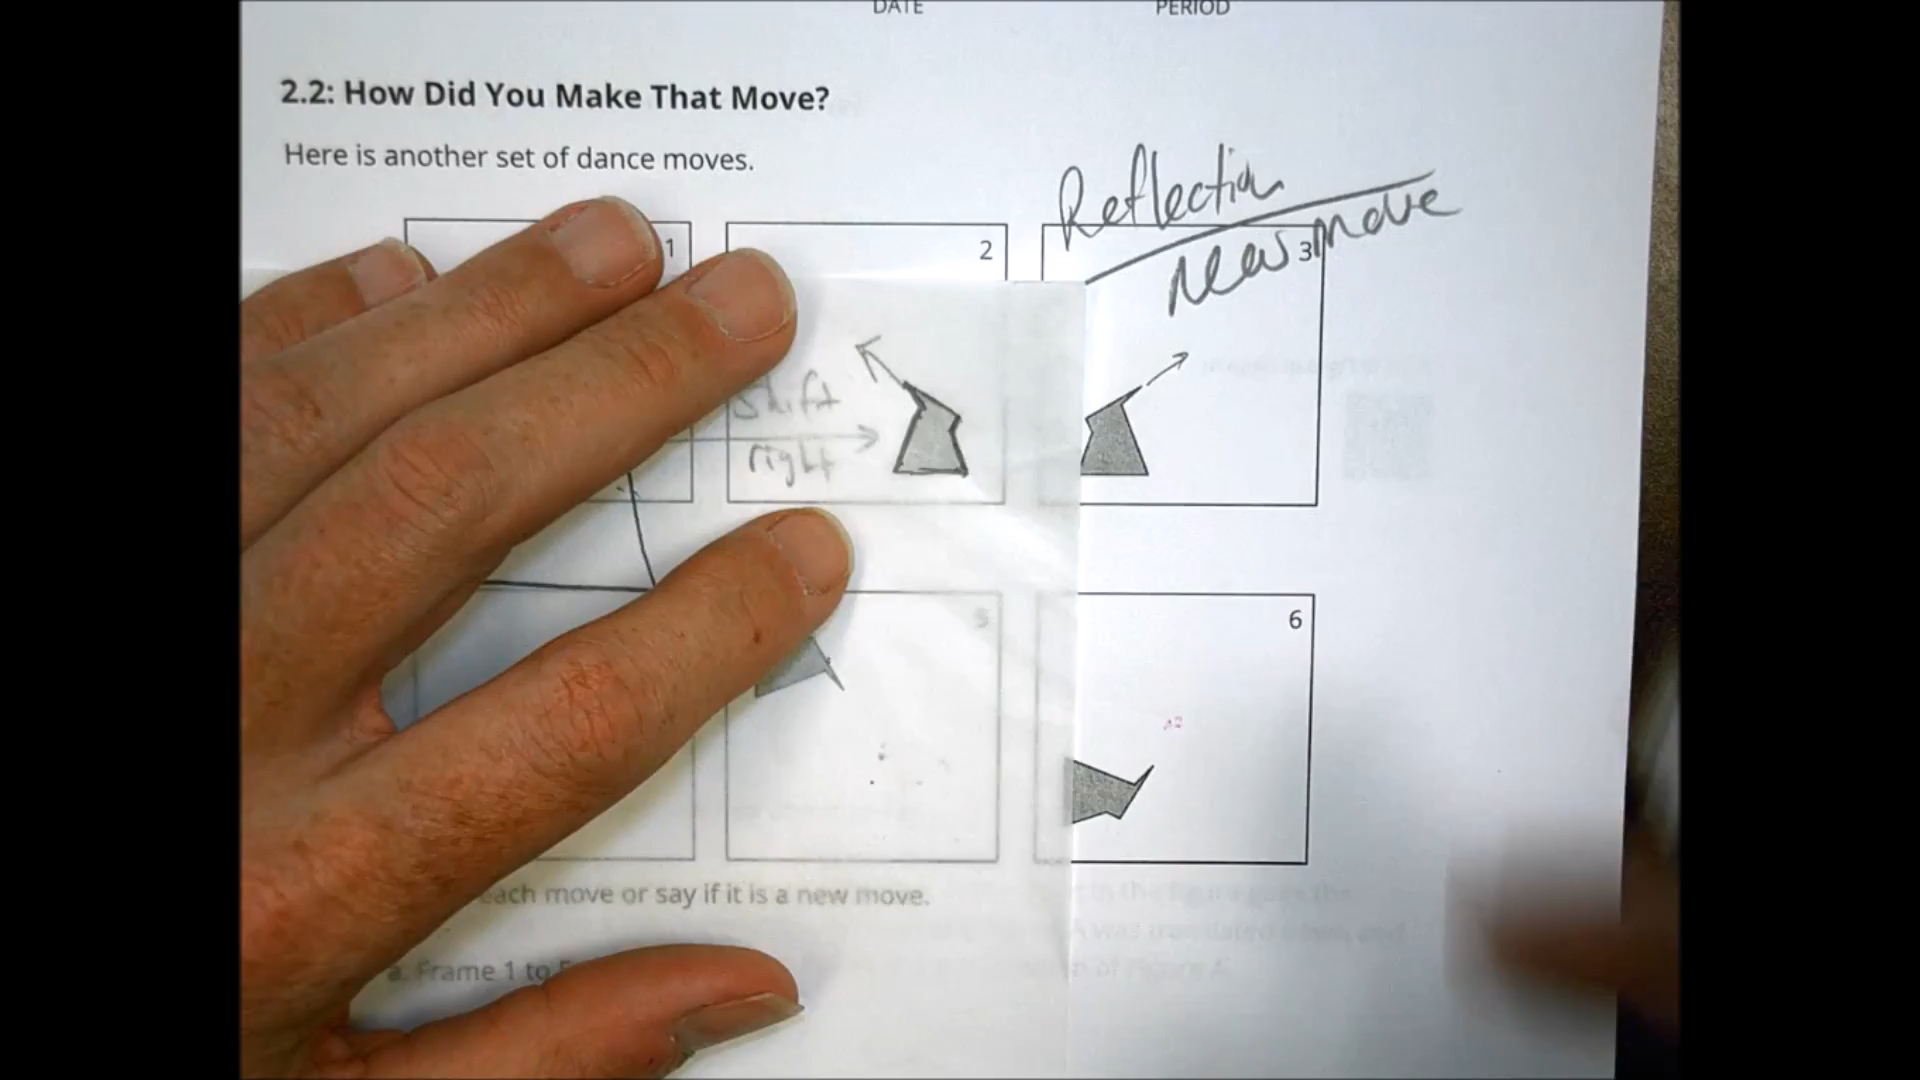 DATE PERIOD
2.2: How Did You Make That Move?
Here is another set of dance moves.
Reflection
New move
1
2
3
shift
right
5
6
each move or say if it is a new move.
a. Frame 1 to